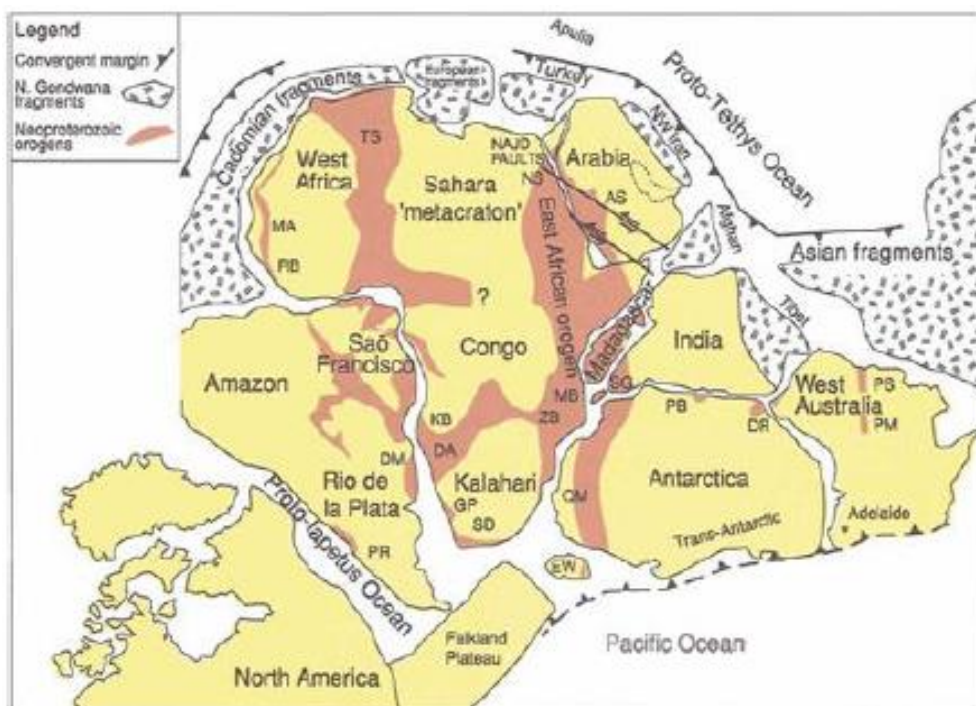 Legend
Convergent margin
N. Gondwana
fragments
Neoproterozoic
orogens
Cadomian fragments
European
fragments
Apulia
Turkey
Proto-Tethys Ocean
NW Iran
TS
West
Africa
NAJD
FAULTS
Arabia
NS
AS
Sahara
'metacraton'
East African orogen
Afghan
Asian fragments
MA
RB
?
Madagascar
Tibet
India
Saõ
Francisco
Congo
Amazon
MB
SG
West
Australia
PS
PM
KB
ZB
PB
DR
DM
DA
Rio de
la Plata
Kalahari
GP
SD
Antarctica
Adelaide
Trans-Antarctic
Proto-Iapetus Ocean
PR
EW
Falkland
Plateau
Pacific Ocean
North America